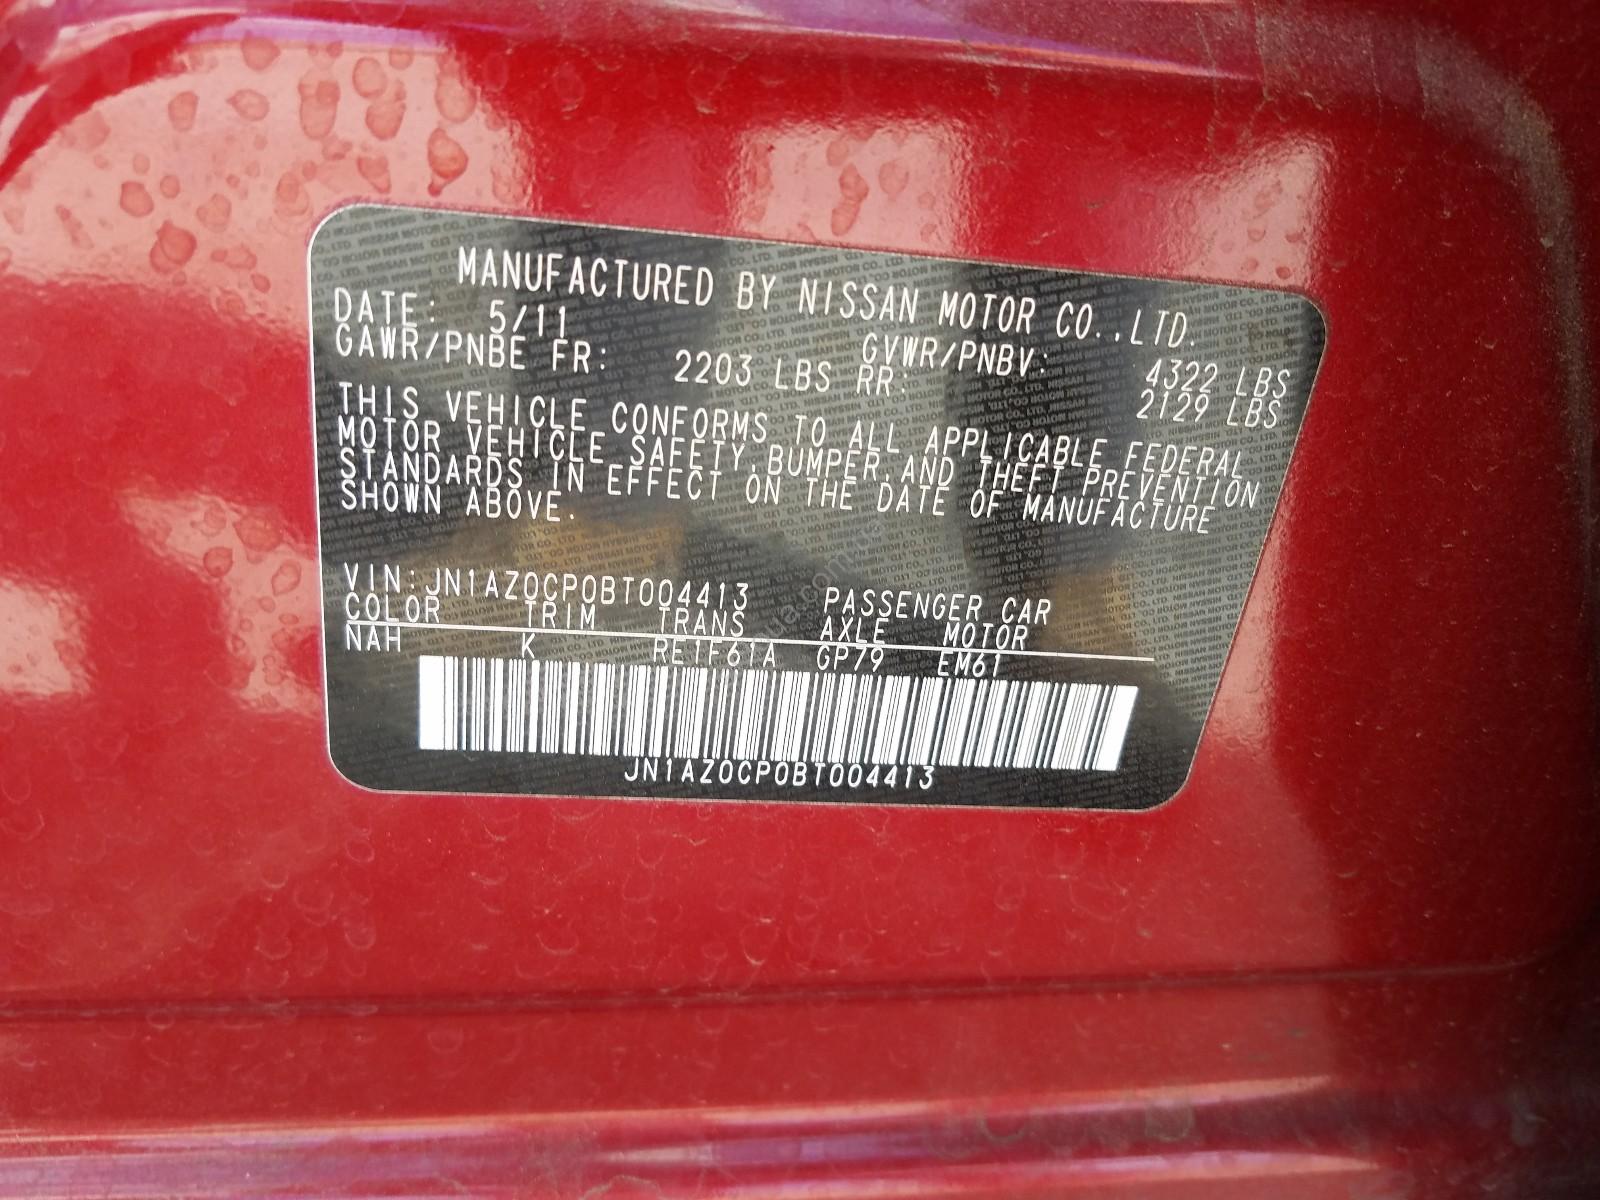 MANUFACTURED BY NISSAN MOTOR CO.,LTD.
DATE: 5/11 GVWR/PNBV: 4322 LBS
GAWR/PNBE FR: 2203 LBS RR: 2129 LBS
THIS VEHICLE CONFORMS TO ALL APPLICABLE FEDERAL
MOTOR VEHICLE SAFETY,BUMPER,AND THEFT PREVENTION
STANDARDS IN EFFECT ON THE DATE OF MANUFACTURE
SHOWN ABOVE.
VIN:JN1AZ0CP0BT004413 PASSENGER CAR
COLOR TRIM TRANS AXLE MOTOR
NAH K RE1F61A GP79 EM61
JN1AZ0CP0BT004413